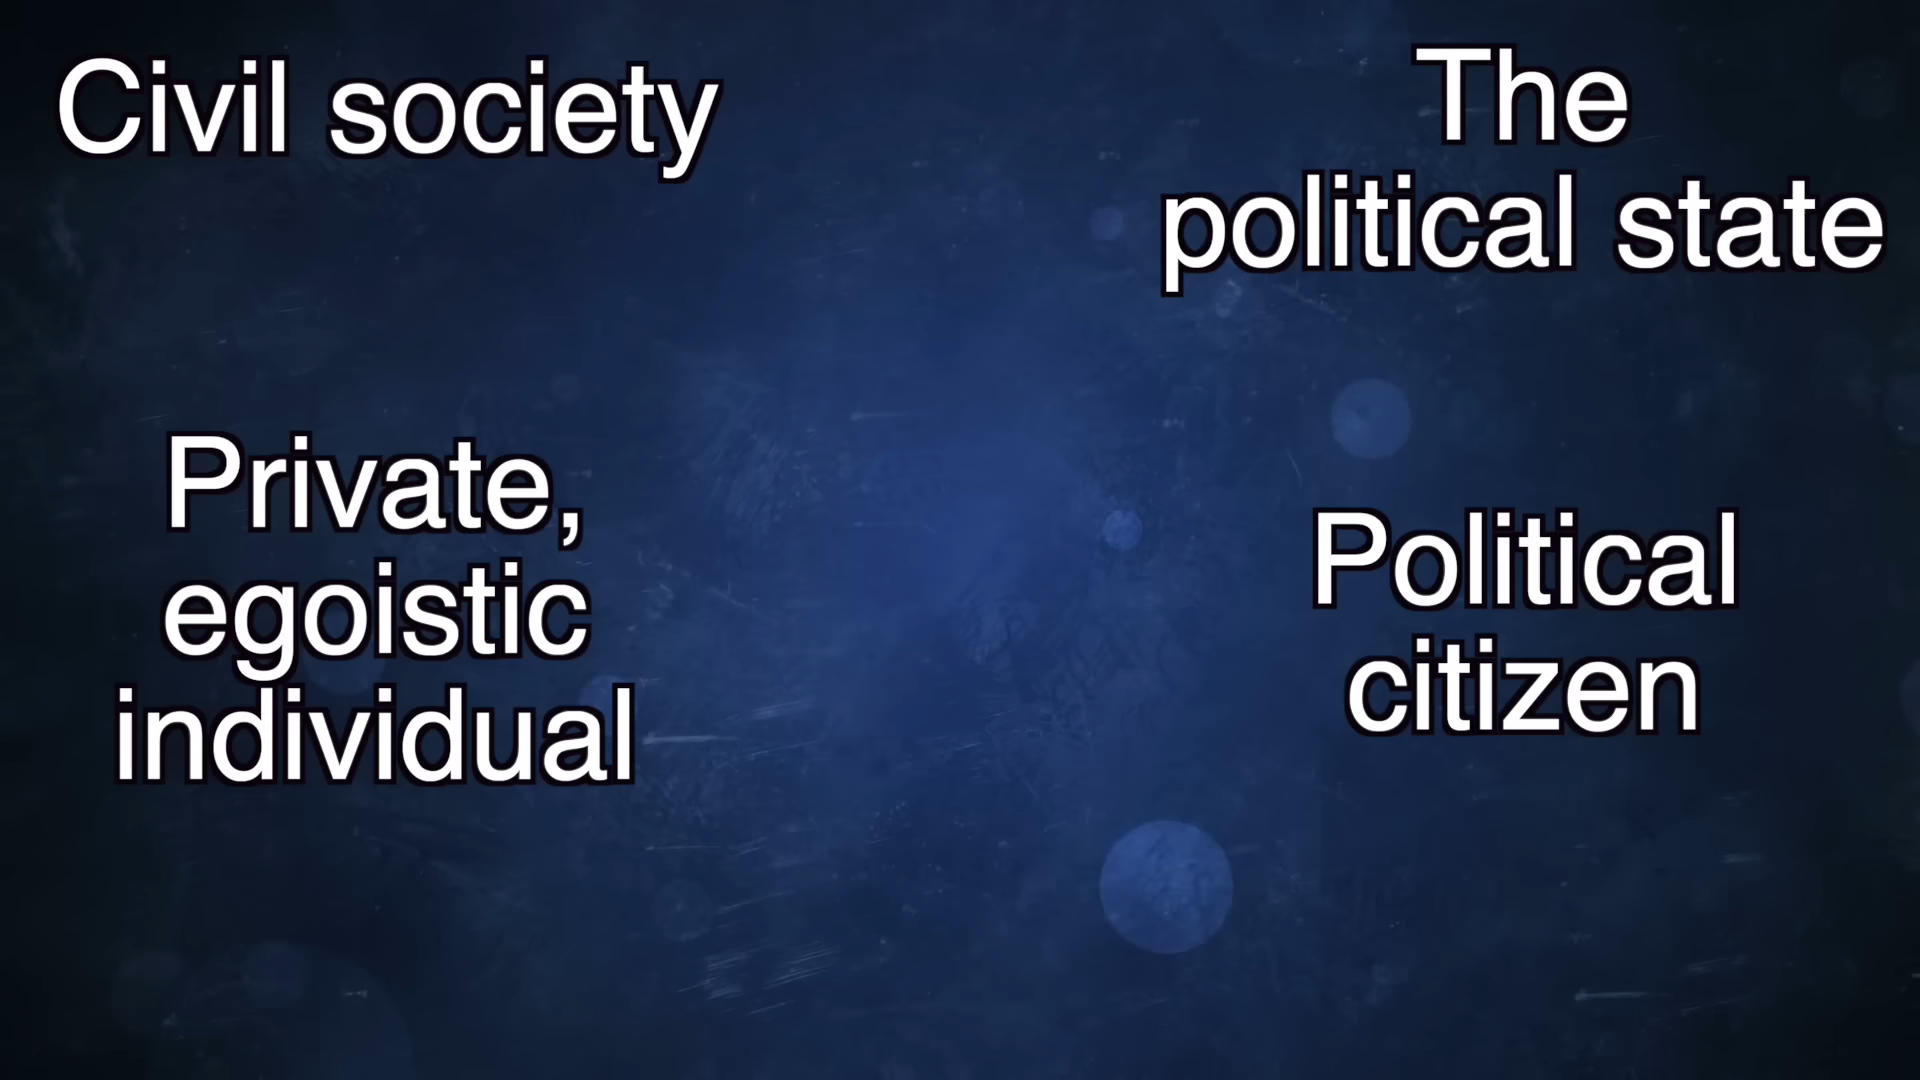 Civil society
The
political state
Private,
egoistic
individual
Political
citizen